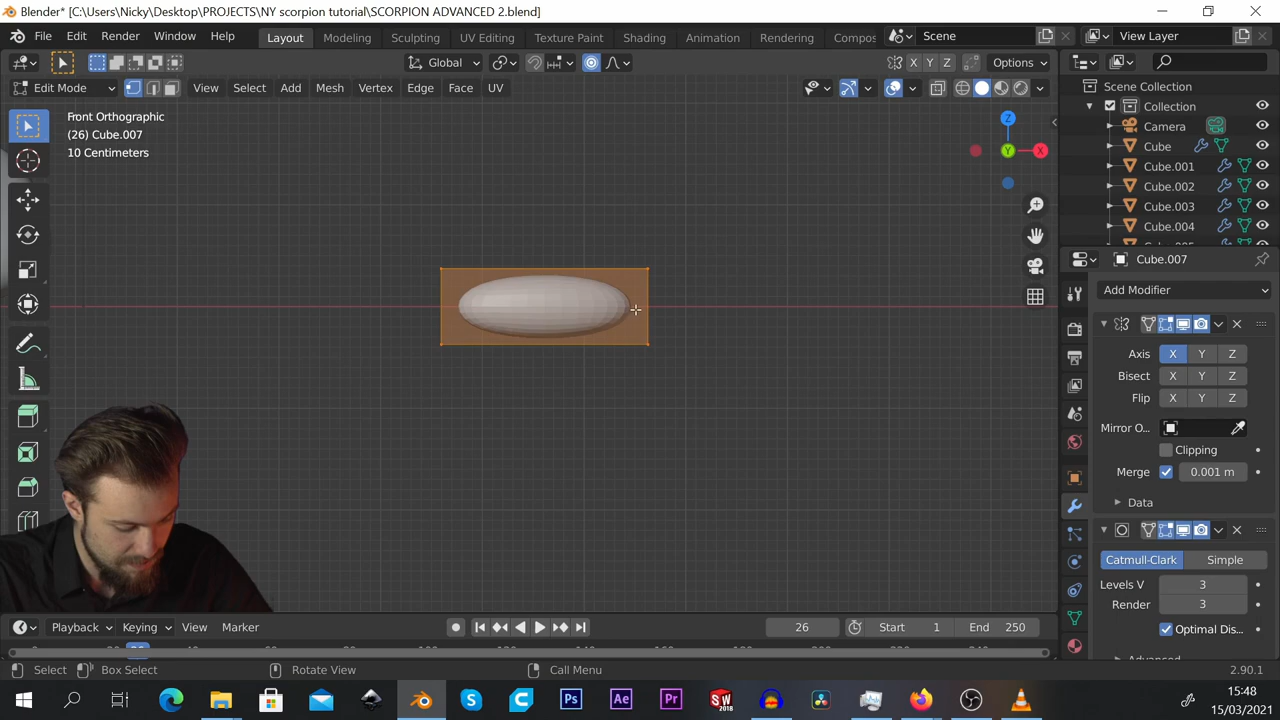 Blender* [C:\Users\Nicky\Desktop\PROJECTS\NY scorpion tutorial\SCORPION ADVANCED 2.blend]
File Edit Render Window Help Layout Modeling Sculpting UV Editing Texture Paint Shading Animation Rendering Compos Scene View Layer
Global X Y Z Options
Edit Mode View Select Add Mesh Vertex Edge Face UV
Front Orthographic
(26) Cube.007
10 Centimeters
Z
Y
X
Scene Collection
Collection
Camera
Cube
Cube.001
Cube.002
Cube.003
Cube.004
Cube.007
Add Modifier
Axis X Y Z
Bisect X Y Z
Flip X Y Z
Mirror O...
Clipping
Merge 0.001 m
Data
Catmull-Clark Simple
Levels V 3
Render 3
Optimal Dis...
Playback Keying View Marker 26 Start 1 End 250
Select Box Select Rotate View Call Menu 2.90.1
15:48
15/03/2021